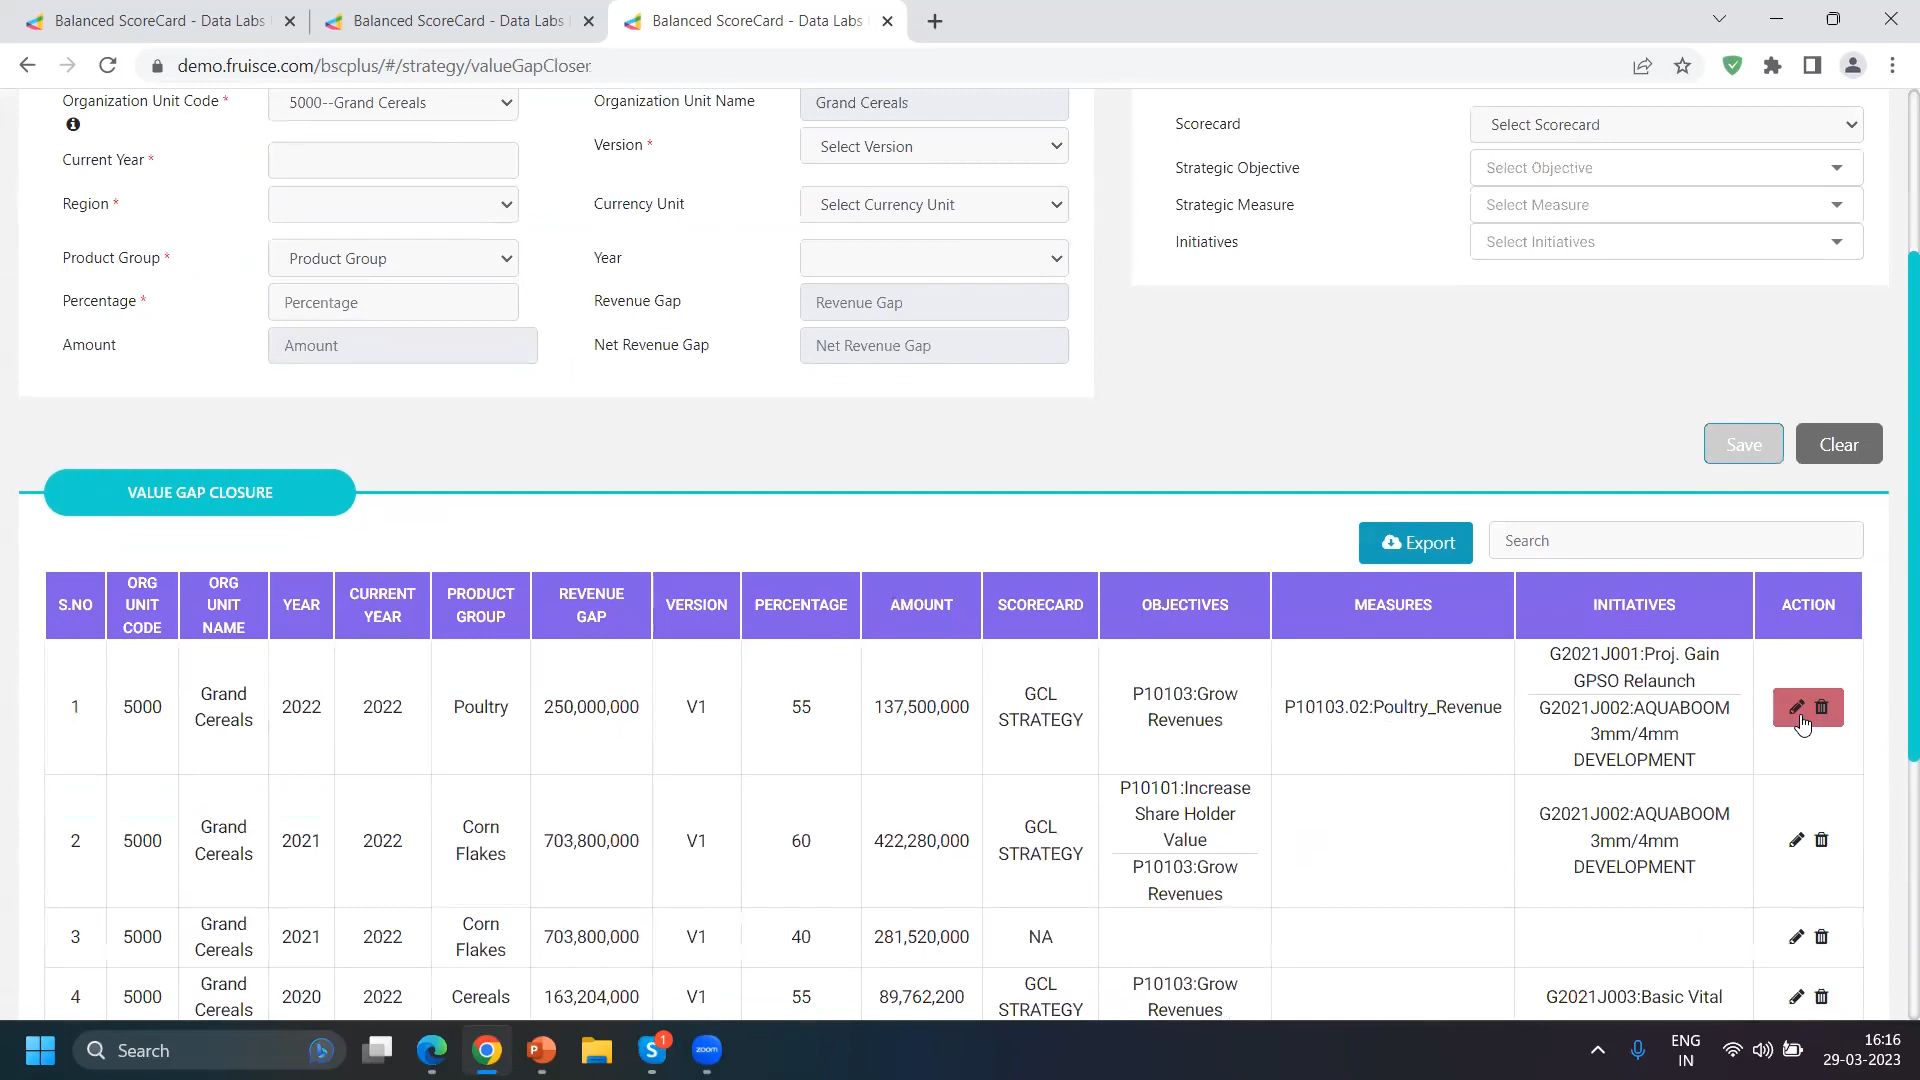 Balanced ScoreCard - Data Labs
Balanced ScoreCard - Data Labs
Balanced ScoreCard - Data Labs
demo.fruisce.com/bscplus/#/strategy/valueGapCloser
Organization Unit Code *
5000--Grand Cereals
Organization Unit Name
Grand Cereals
Scorecard
Select Scorecard
Current Year *
Version *
Select Version
Strategic Objective
Select Objective
Region *
Currency Unit
Select Currency Unit
Strategic Measure
Select Measure
Initiatives
Select Initiatives
Product Group *
Product Group
Year
Percentage *
Percentage
Revenue Gap
Revenue Gap
Amount
Amount
Net Revenue Gap
Net Revenue Gap
Save
Clear
VALUE GAP CLOSURE
Export
Search
S.NO
ORG
UNIT
CODE
ORG
UNIT
NAME
YEAR
CURRENT
YEAR
PRODUCT
GROUP
REVENUE
GAP
VERSION
PERCENTAGE
AMOUNT
SCORECARD
OBJECTIVES
MEASURES
INITIATIVES
ACTION
1
5000
Grand
Cereals
2022
2022
Poultry
250,000,000
V1
55
137,500,000
GCL
STRATEGY
P10103:Grow
Revenues
P10103.02:Poultry_Revenue
G2021J001:Proj. Gain
GPSO Relaunch
G2021J002:AQUABOOM
3mm/4mm
DEVELOPMENT
2
5000
Grand
Cereals
2021
2022
Corn
Flakes
703,800,000
V1
60
422,280,000
GCL
STRATEGY
P10101:Increase
Share Holder
Value
P10103:Grow
Revenues
G2021J002:AQUABOOM
3mm/4mm
DEVELOPMENT
3
5000
Grand
Cereals
2021
2022
Corn
Flakes
703,800,000
V1
40
281,520,000
NA
4
5000
Grand
Cereals
2020
2022
Cereals
163,204,000
V1
55
89,762,200
GCL
STRATEGY
P10103:Grow
Revenues
G2021J003:Basic Vital
Search
1
zoom
ENG
IN
16:16
29-03-2023